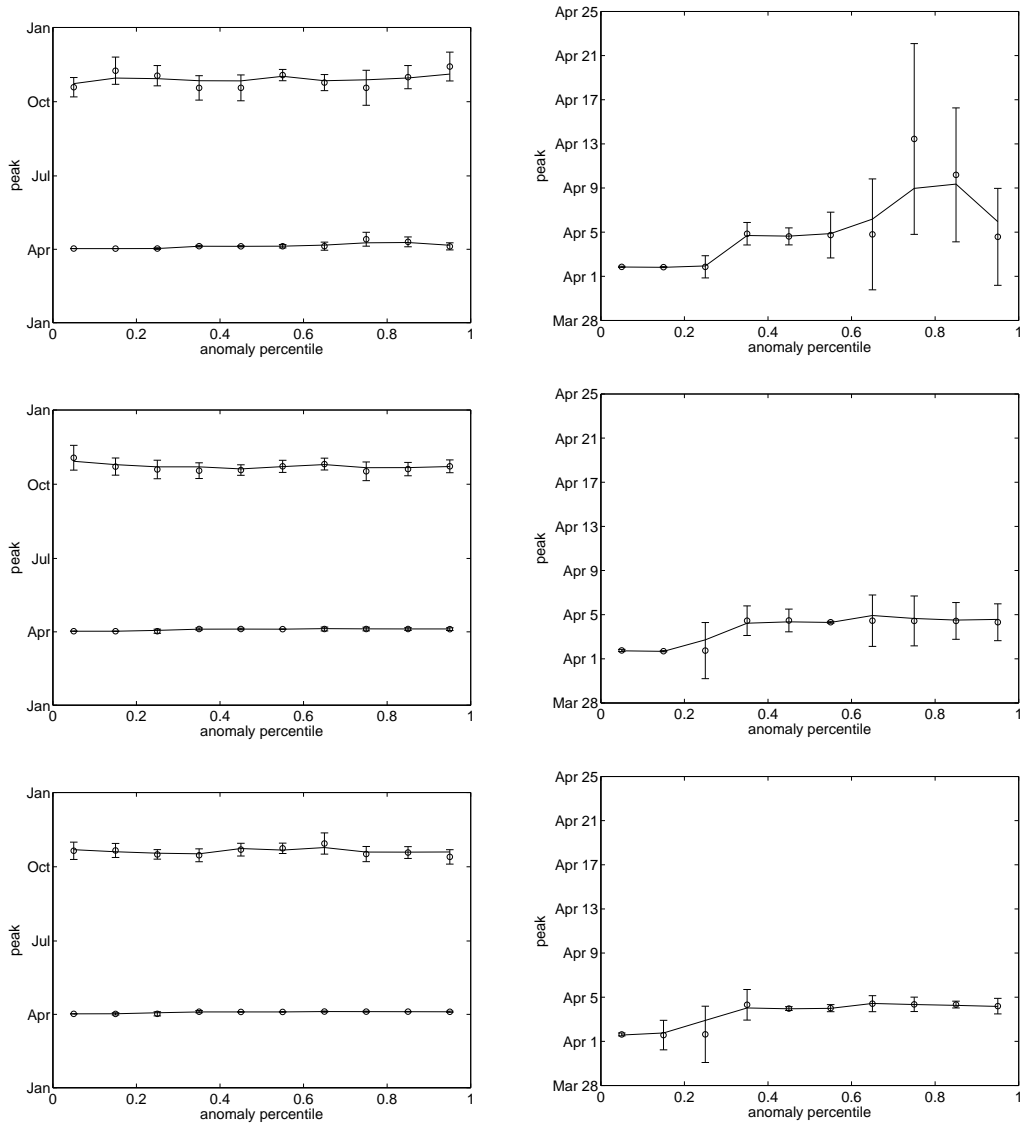 Jan
Oct
Jul
Apr
Jan
peak
0 0.2 0.4 0.6 0.8 1
anomaly percentile
Apr 25
Apr 21
Apr 17
Apr 13
Apr 9
Apr 5
Apr 1
Mar 28
peak
0 0.2 0.4 0.6 0.8 1
anomaly percentile
Jan
Oct
Jul
Apr
Jan
peak
0 0.2 0.4 0.6 0.8 1
anomaly percentile
Apr 25
Apr 21
Apr 17
Apr 13
Apr 9
Apr 5
Apr 1
Mar 28
peak
0 0.2 0.4 0.6 0.8 1
anomaly percentile
Jan
Oct
Jul
Apr
Jan
peak
0 0.2 0.4 0.6 0.8 1
anomaly percentile
Apr 25
Apr 21
Apr 17
Apr 13
Apr 9
Apr 5
Apr 1
Mar 28
peak
0 0.2 0.4 0.6 0.8 1
anomaly percentile